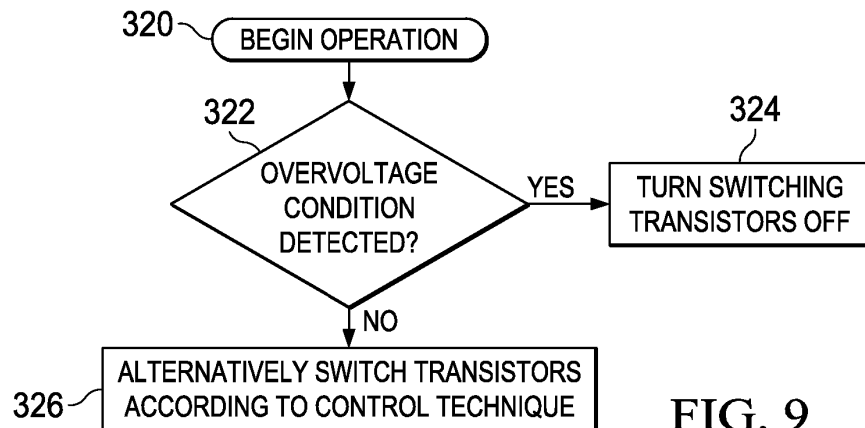 320
BEGIN OPERATION
322
OVERVOLTAGE
CONDITION
DETECTED?
YES
324
TURN SWITCHING
TRANSISTORS OFF
NO
326
ALTERNATIVELY SWITCH TRANSISTORS
ACCORDING TO CONTROL TECHNIQUE
FIG. 9